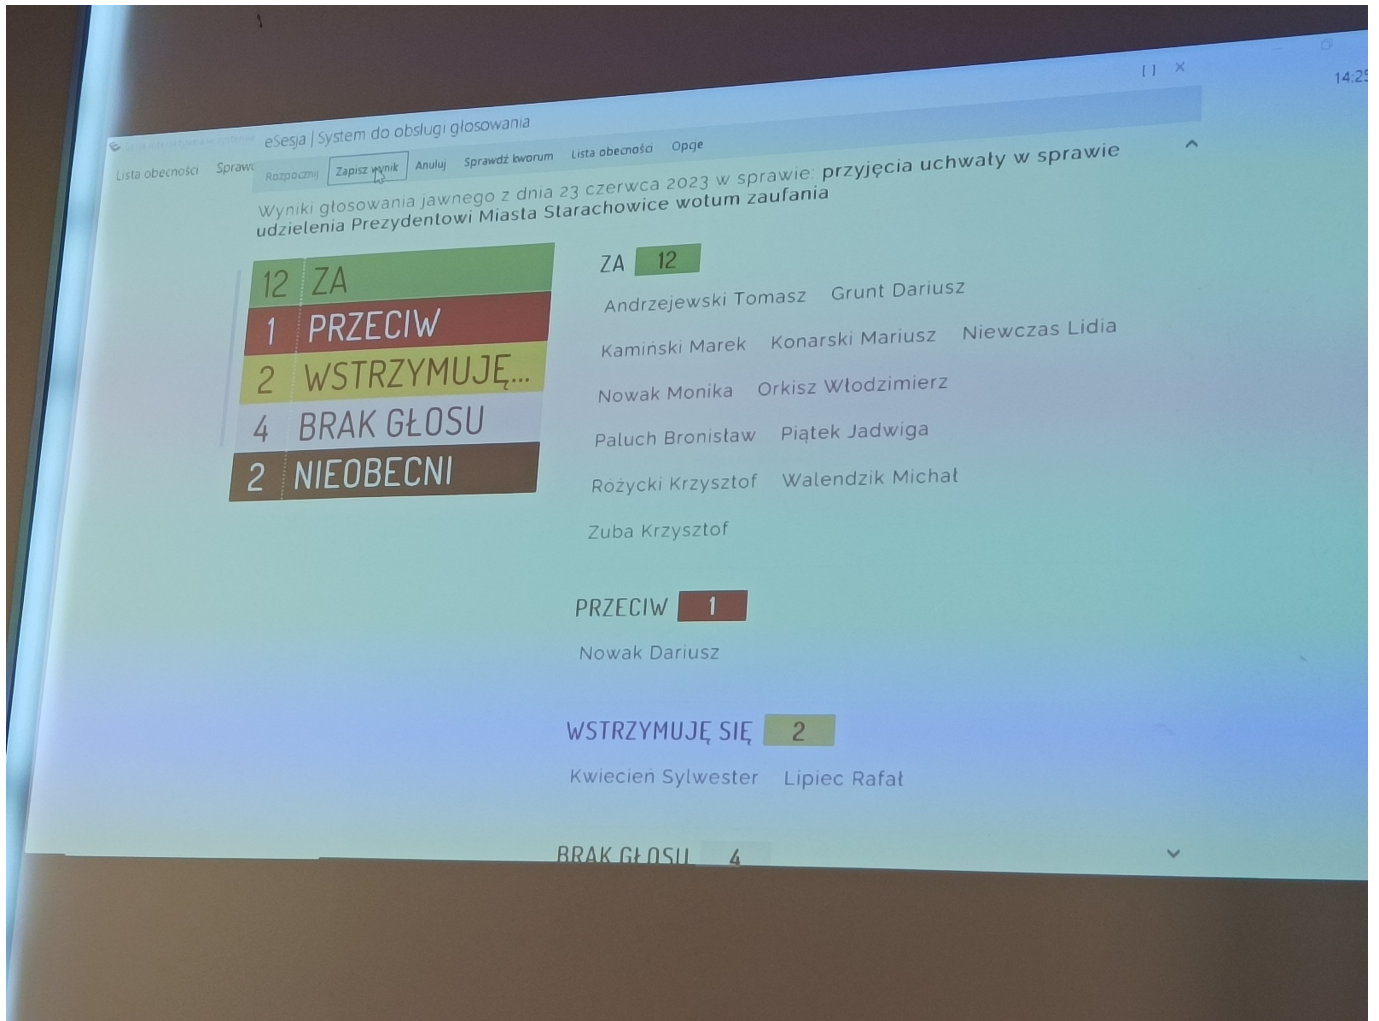 [ ] ×
14:25
eSesja | System do obsługi głosowania
Lista obecności Sprawd
Rozpocznij Zapisz wynik Anuluj Sprawdź kworum Lista obecności Opcje
Wyniki głosowania jawnego z dnia 23 czerwca 2023 w sprawie: przyjęcia uchwały w sprawie
udzielenia Prezydentowi Miasta Starachowice wotum zaufania
12 ZA
1 PRZECIW
2 WSTRZYMUJĘ...
4 BRAK GŁOSU
2 NIEOBECNI
ZA 12
Andrzejewski Tomasz Grunt Dariusz
Kamiński Marek Konarski Mariusz Niewczas Lidia
Nowak Monika Orkisz Włodzimierz
Paluch Bronisław Piątek Jadwiga
Różycki Krzysztof Walendzik Michał
Zuba Krzysztof
PRZECIW 1
Nowak Dariusz
WSTRZYMUJĘ SIĘ 2
Kwiecień Sylwester Lipiec Rafał
BRAK GŁOSU 4